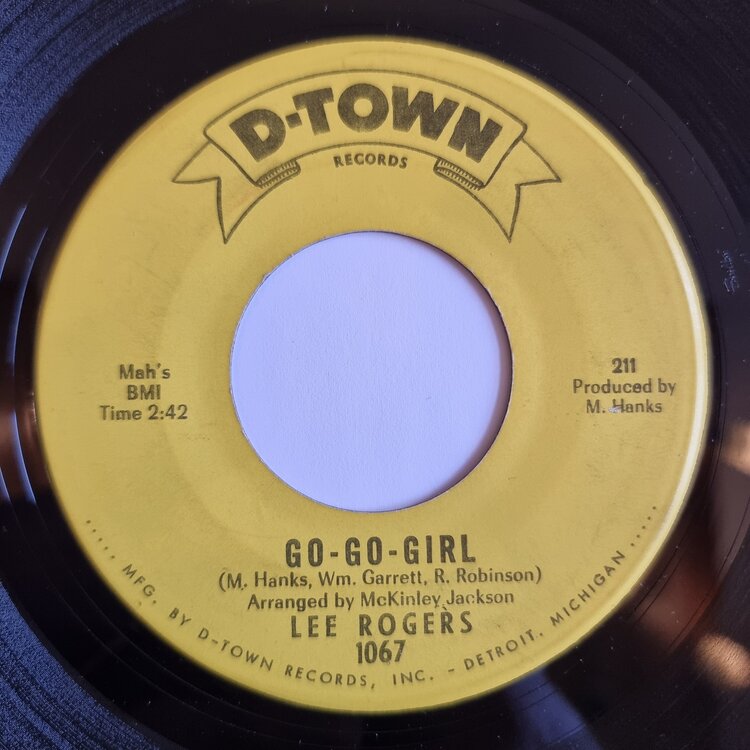 D-TOWN
RECORDS
Mah's
BMI
Time 2:42
211
Produced by
M. Hanks
GO-GO-GIRL
(M. Hanks, Wm. Garrett, R. Robinson)
Arranged by McKinley Jackson
LEE ROGERS
1067
..... MFG. BY D-TOWN RECORDS, INC. - DETROIT, MICHIGAN .....